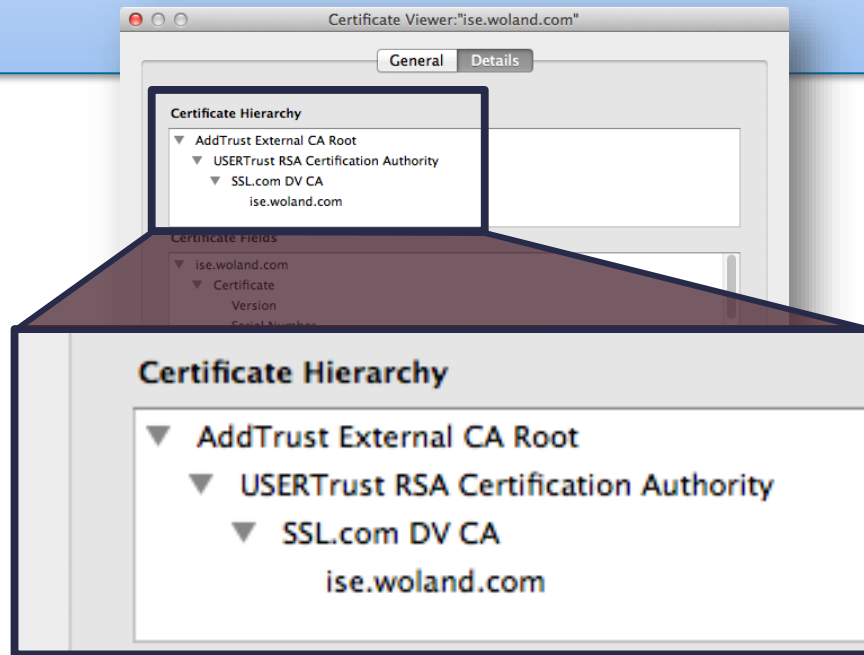 Certificate Viewer:"ise.woland.com"
General Details
Certificate Hierarchy
AddTrust External CA Root
USERTrust RSA Certification Authority
SSL.com DV CA
ise.woland.com
Certificate Fields
ise.woland.com
Certificate
Version
Serial Number
Certificate Hierarchy
AddTrust External CA Root
USERTrust RSA Certification Authority
SSL.com DV CA
ise.woland.com